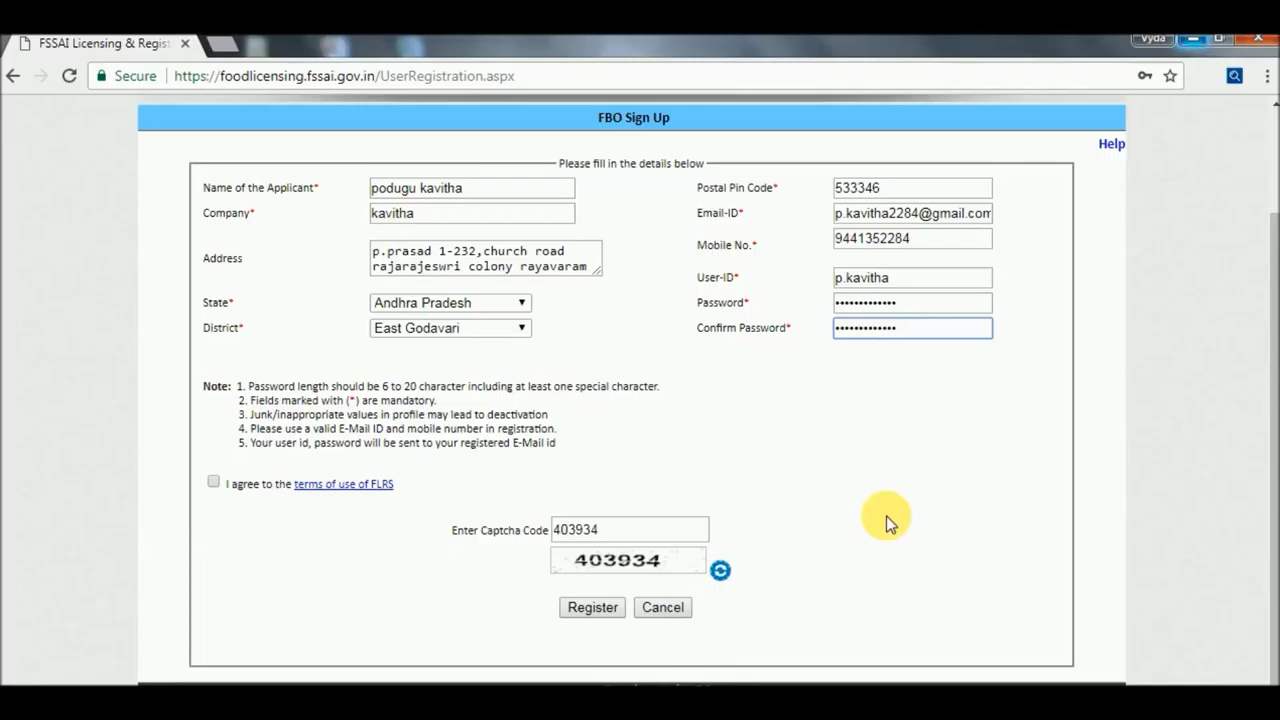 FSSAI Licensing & Regist
Vyda
Secure https://foodlicensing.fssai.gov.in/UserRegistration.aspx
FBO Sign Up
Help
Please fill in the details below
Name of the Applicant* podugu kavitha
Postal Pin Code* 533346
Company* kavitha
Email-ID* p.kavitha2284@gmail.com
Mobile No.* 9441352284
Address p.prasad 1-232,church road
rajarajeswri colony rayavaram
User-ID* p.kavitha
State* Andhra Pradesh
Password* •••••••••••••
District* East Godavari
Confirm Password* •••••••••••••
Note: 1. Password length should be 6 to 20 character including at least one special character.
2. Fields marked with (*) are mandatory.
3. Junk/inappropriate values in profile may lead to deactivation
4. Please use a valid E-Mail ID and mobile number in registration.
5. Your user id, password will be sent to your registered E-Mail id
I agree to the terms of use of FLRS
Enter Captcha Code 403934
403934
Register Cancel